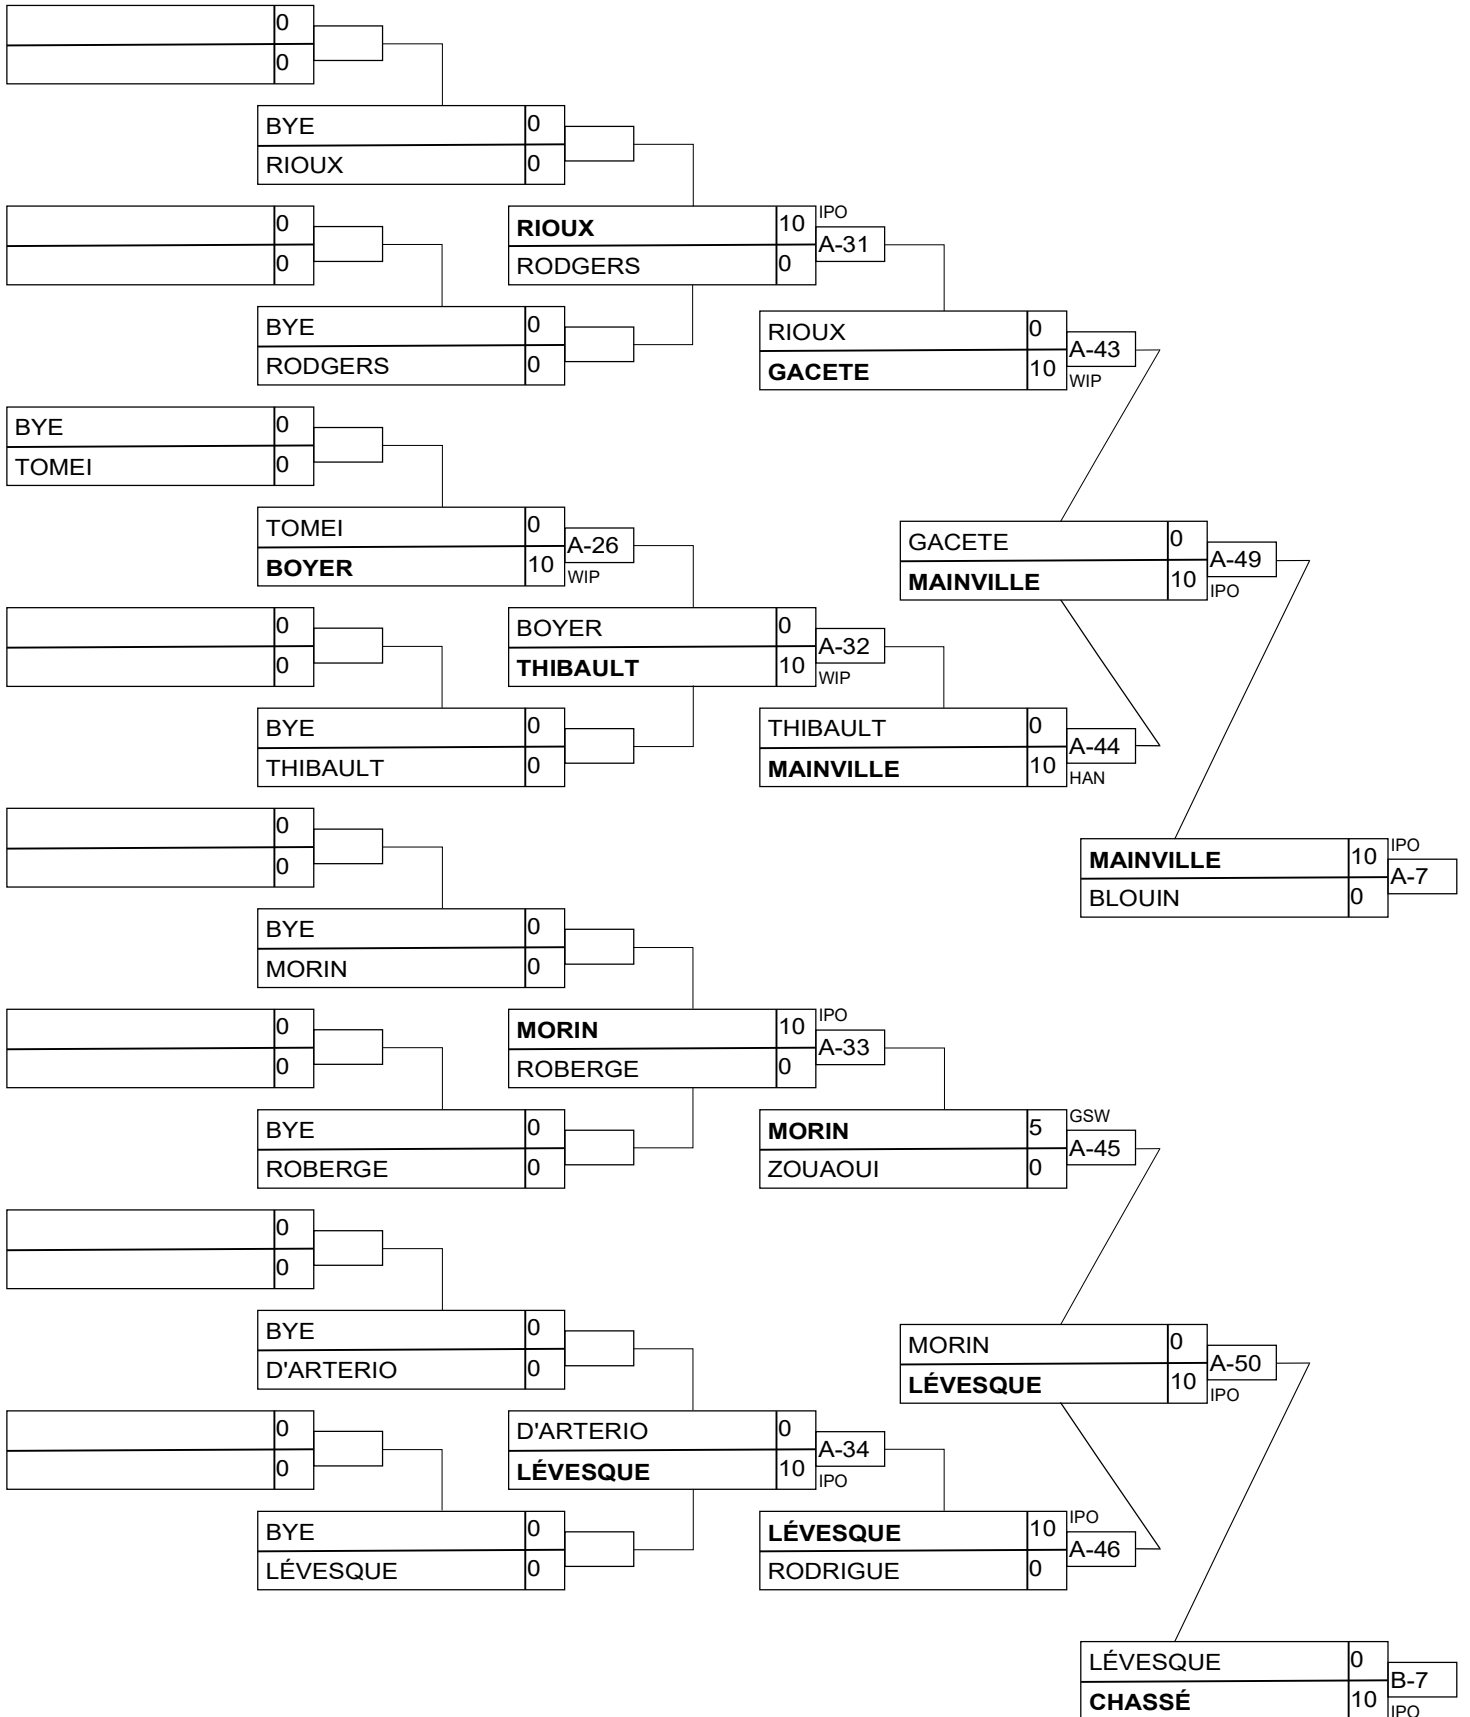 0
0
BYE 0
RIOUX 0
0
0
RIOUX 10 IPO
A-31
RODGERS 0
BYE 0
RODGERS 0
RIOUX 0
A-43
GACETE 10 WIP
BYE 0
TOMEI 0
TOMEI 0
A-26
BOYER 10 WIP
GACETE 0
A-49
MAINVILLE 10 IPO
0
0
BOYER 0
A-32
THIBAULT 10 WIP
BYE 0
THIBAULT 0
THIBAULT 0
A-44
MAINVILLE 10 HAN
0
0
MAINVILLE 10 IPO
A-7
BLOUIN 0
BYE 0
MORIN 0
0
0
MORIN 10 IPO
A-33
ROBERGE 0
BYE 0
ROBERGE 0
MORIN 5 GSW
A-45
ZOUAOUI 0
0
0
BYE 0
D'ARTERIO 0
MORIN 0
A-50
LÉVESQUE 10 IPO
0
0
D'ARTERIO 0
A-34
LÉVESQUE 10 IPO
BYE 0
LÉVESQUE 0
LÉVESQUE 10 IPO
A-46
RODRIGUE 0
LÉVESQUE 0
B-7
CHASSÉ 10 IPO